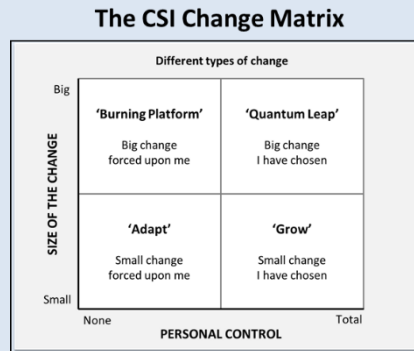 The CSI Change Matrix
Different types of change
Big
‘Burning Platform’
Big change
forced upon me
‘Quantum Leap’
Big change
I have chosen
SIZE OF THE CHANGE
‘Adapt’
Small change
forced upon me
‘Grow’
Small change
I have chosen
Small
None
Total
PERSONAL CONTROL